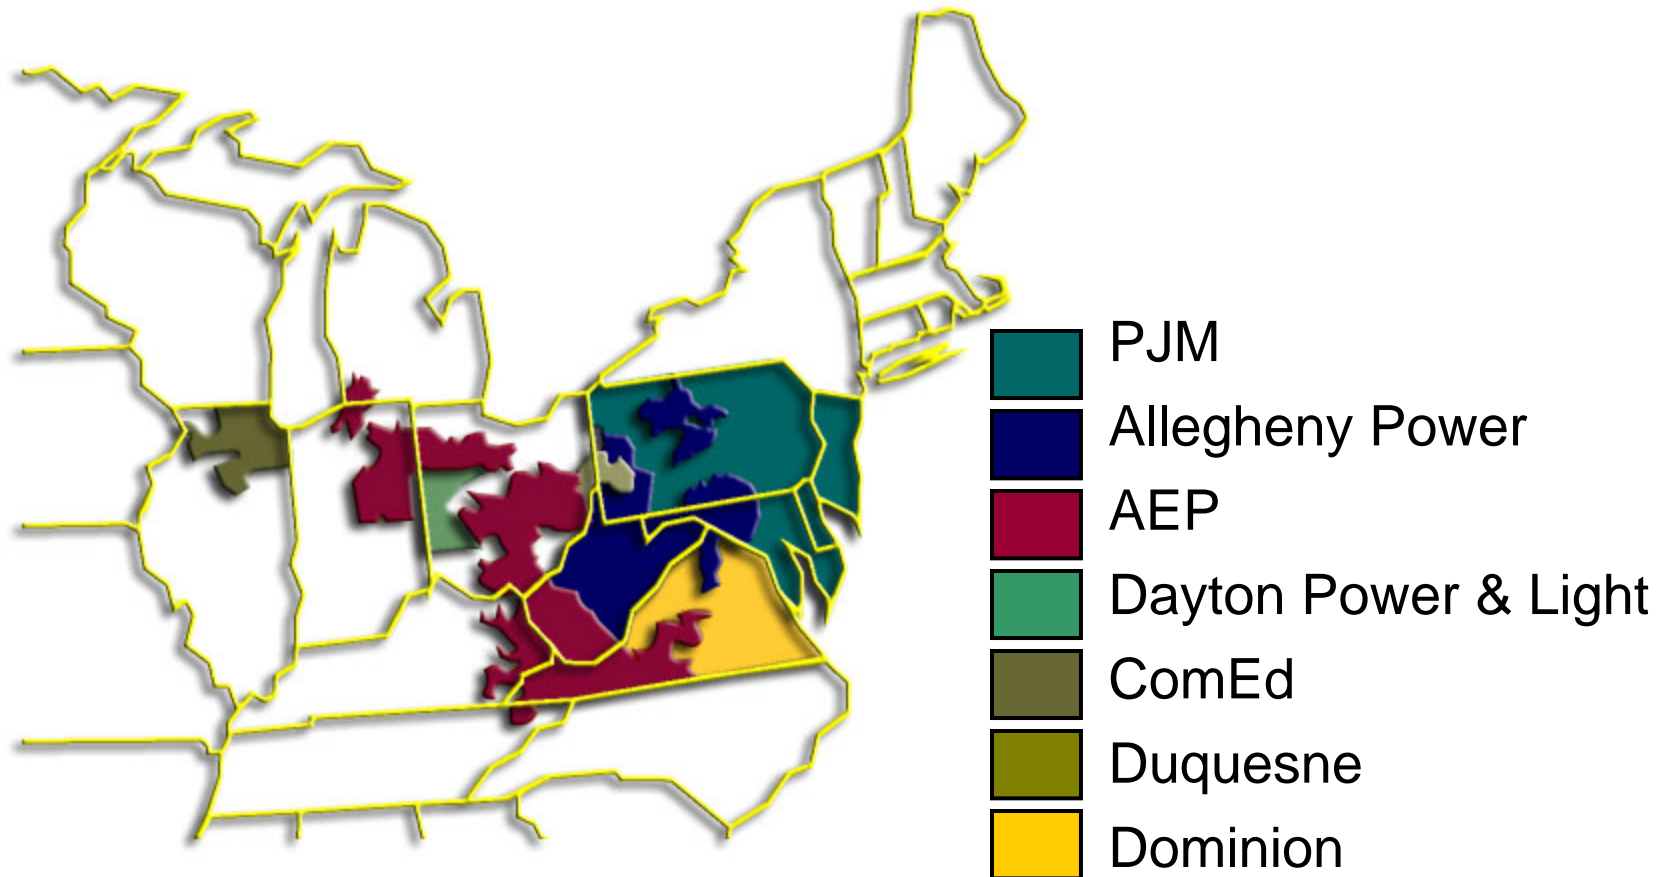 PJM
Allegheny Power
AEP
Dayton Power & Light
ComEd
Duquesne
Dominion